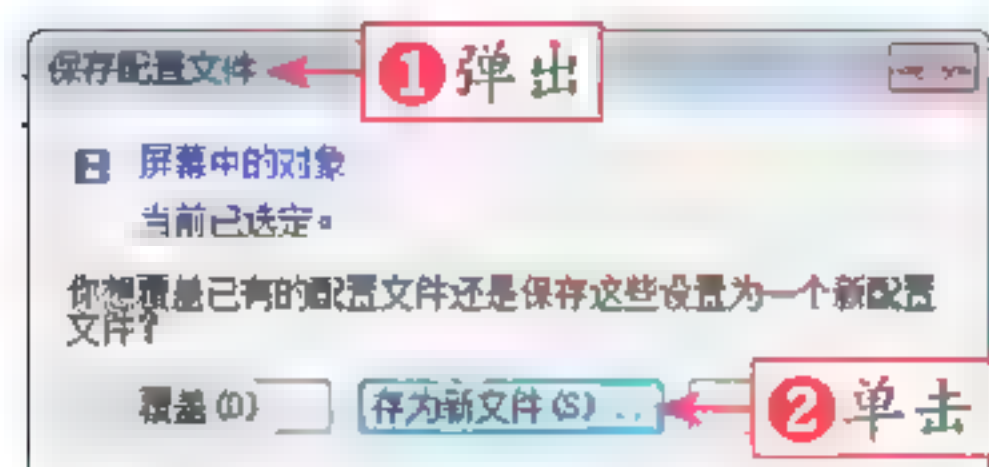 保存配置文件
❶弹出
屏幕中的对象
当前已选定。
你想覆盖已有的配置文件还是保存这些设置为一个新配置
文件?
覆盖(O) 存为新文件(S)...
❷单击